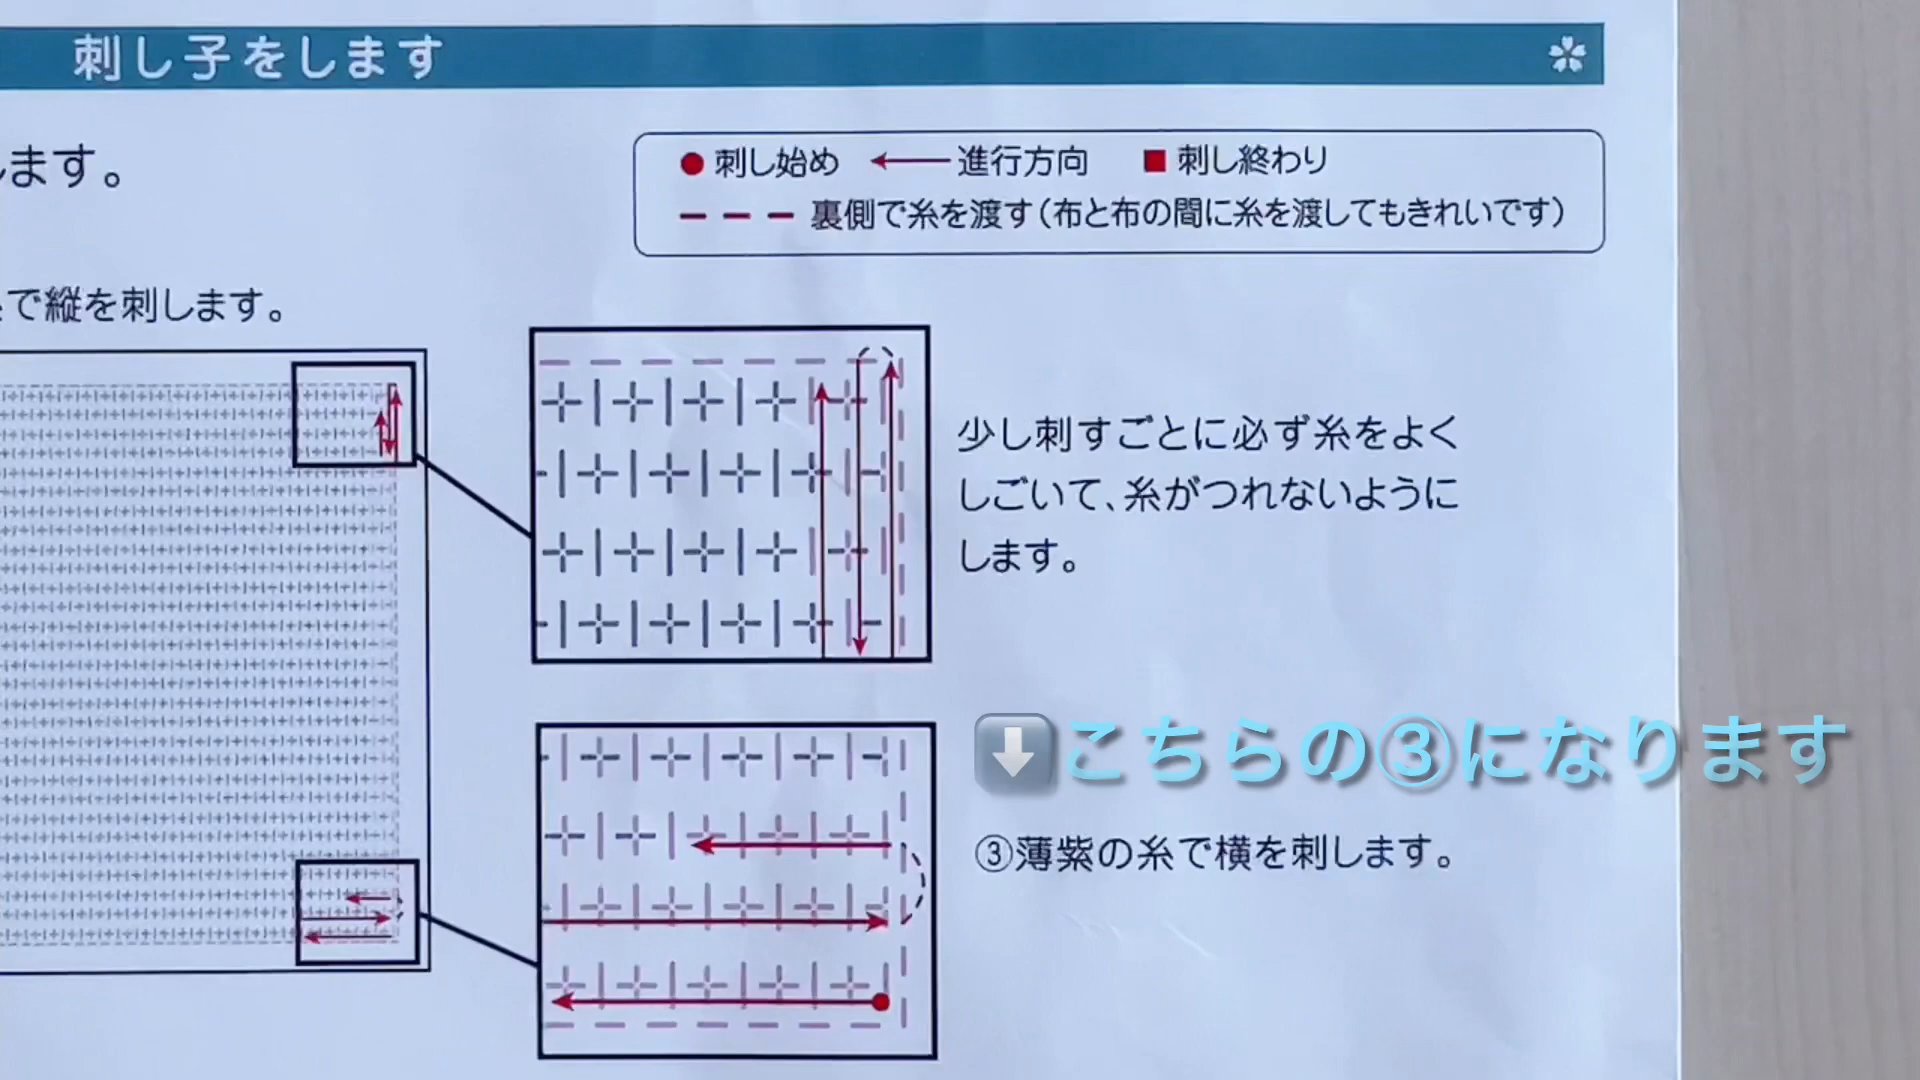 刺し子をします
します。
●刺し始め ←進行方向 ■刺し終わり
裏側で糸を渡す（布と布の間に糸を渡してもきれいです）
で縦を刺します。
少し刺すごとに必ず糸をよく
しごいて、糸がつれないように
します。
⬇️こちらの③になります
③薄紫の糸で横を刺します。